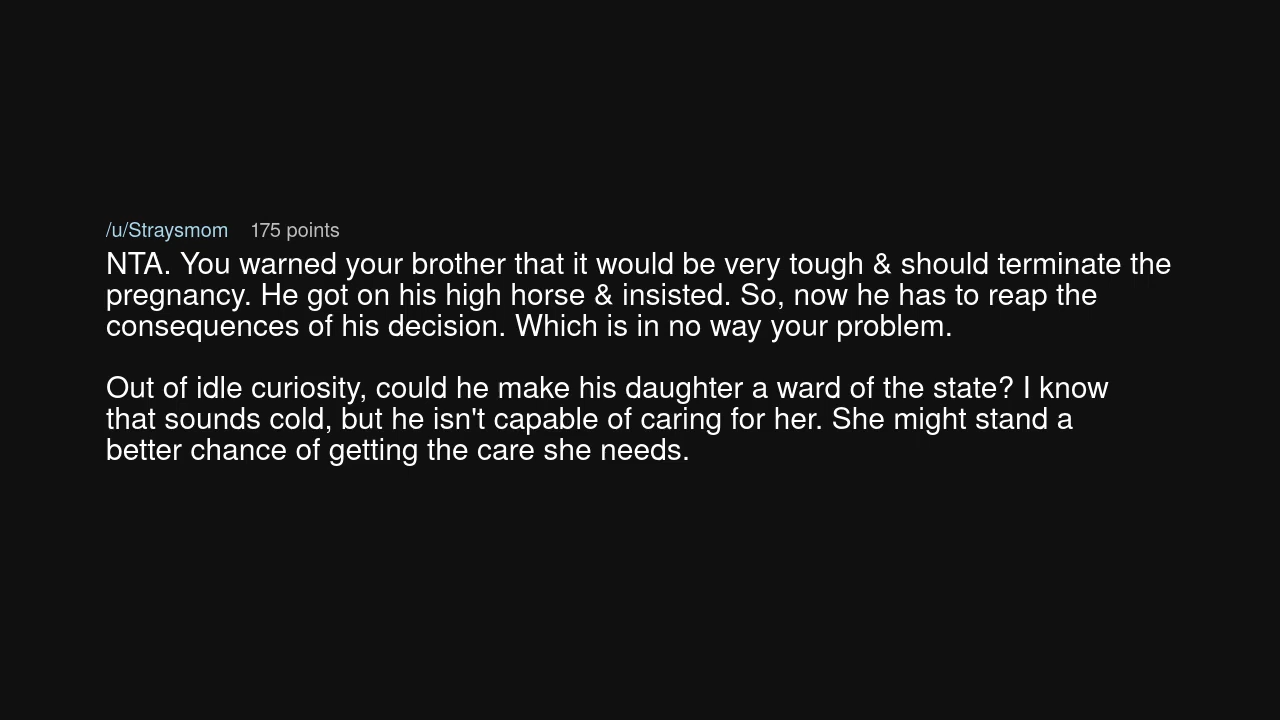 /u/Straysmom 175 points
NTA. You warned your brother that it would be very tough & should terminate the
pregnancy. He got on his high horse & insisted. So, now he has to reap the
consequences of his decision. Which is in no way your problem.
Out of idle curiosity, could he make his daughter a ward of the state? I know
that sounds cold, but he isn't capable of caring for her. She might stand a
better chance of getting the care she needs.